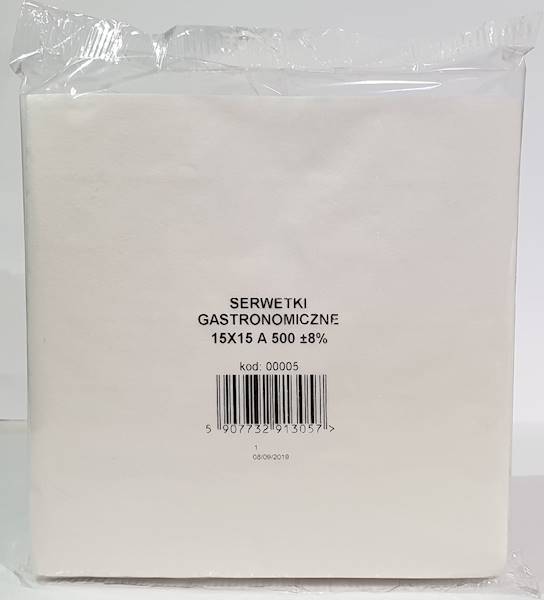 SERWETKI
GASTRONOMICZNE
15X15 A 500 ±8%
kod: 00005
5 907732 913057 >
1
08/09/2019